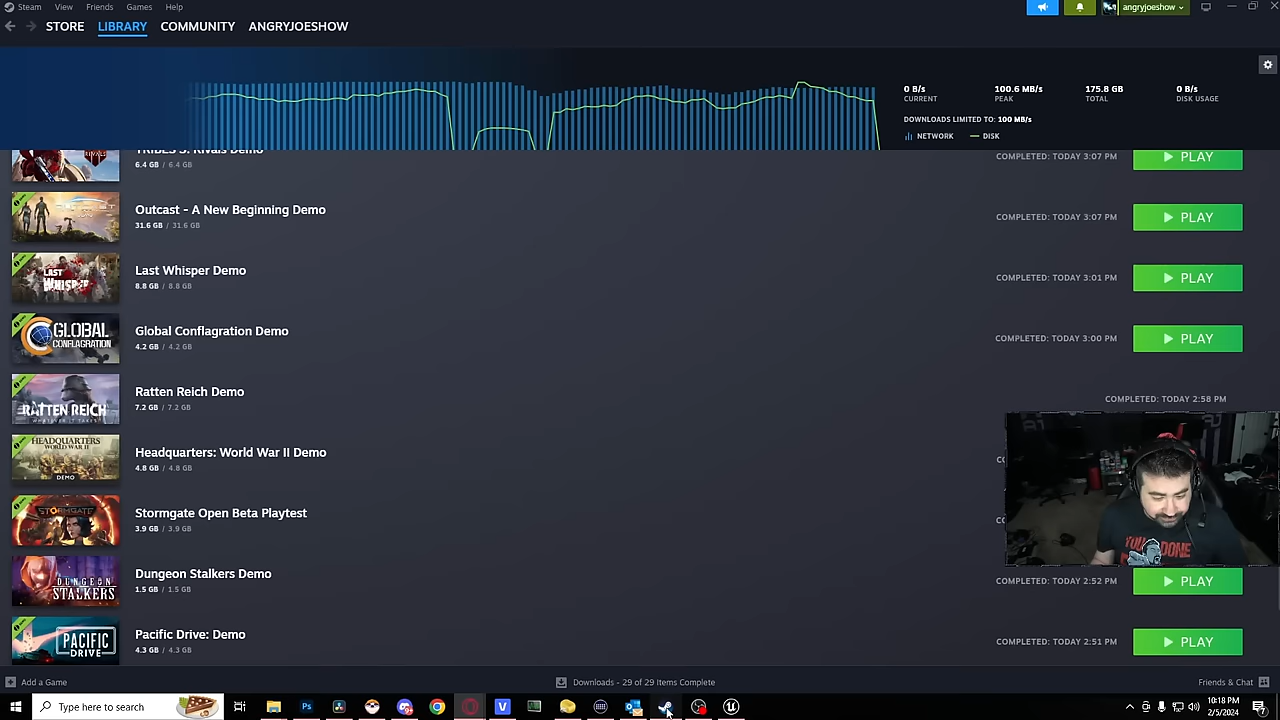 Steam View Friends Games Help
angryjoeshow
STORE LIBRARY COMMUNITY ANGRYJOESHOW
0 B/s 100.6 MB/s 175.8 GB 0 B/s
CURRENT PEAK TOTAL DISK USAGE
DOWNLOADS LIMITED TO: 100 MB/s
NETWORK DISK
TRIBES 3: Rivals Demo
6.4 GB / 6.4 GB
COMPLETED: TODAY 3:07 PM
PLAY
Outcast - A New Beginning Demo
31.6 GB / 31.6 GB
COMPLETED: TODAY 3:07 PM
PLAY
LAST
WHISPER
Last Whisper Demo
8.8 GB / 8.8 GB
COMPLETED: TODAY 3:01 PM
PLAY
GLOBAL
CONFLAGRATION
Global Conflagration Demo
4.2 GB / 4.2 GB
COMPLETED: TODAY 3:00 PM
PLAY
RATTEN REICH
Ratten Reich Demo
7.2 GB / 7.2 GB
COMPLETED: TODAY 2:58 PM
HEADQUARTERS
WORLD WAR II
DEMO
Headquarters: World War II Demo
4.8 GB / 4.8 GB
STORMGATE
Stormgate Open Beta Playtest
3.9 GB / 3.9 GB
DUNGEON
STALKERS
Dungeon Stalkers Demo
1.5 GB / 1.5 GB
COMPLETED: TODAY 2:52 PM
PLAY
PACIFIC
DRIVE
Pacific Drive: Demo
4.3 GB / 4.3 GB
COMPLETED: TODAY 2:51 PM
PLAY
Add a Game
Downloads - 29 of 29 Items Complete
Friends & Chat
Type here to search
10:18 PM
2/5/2024